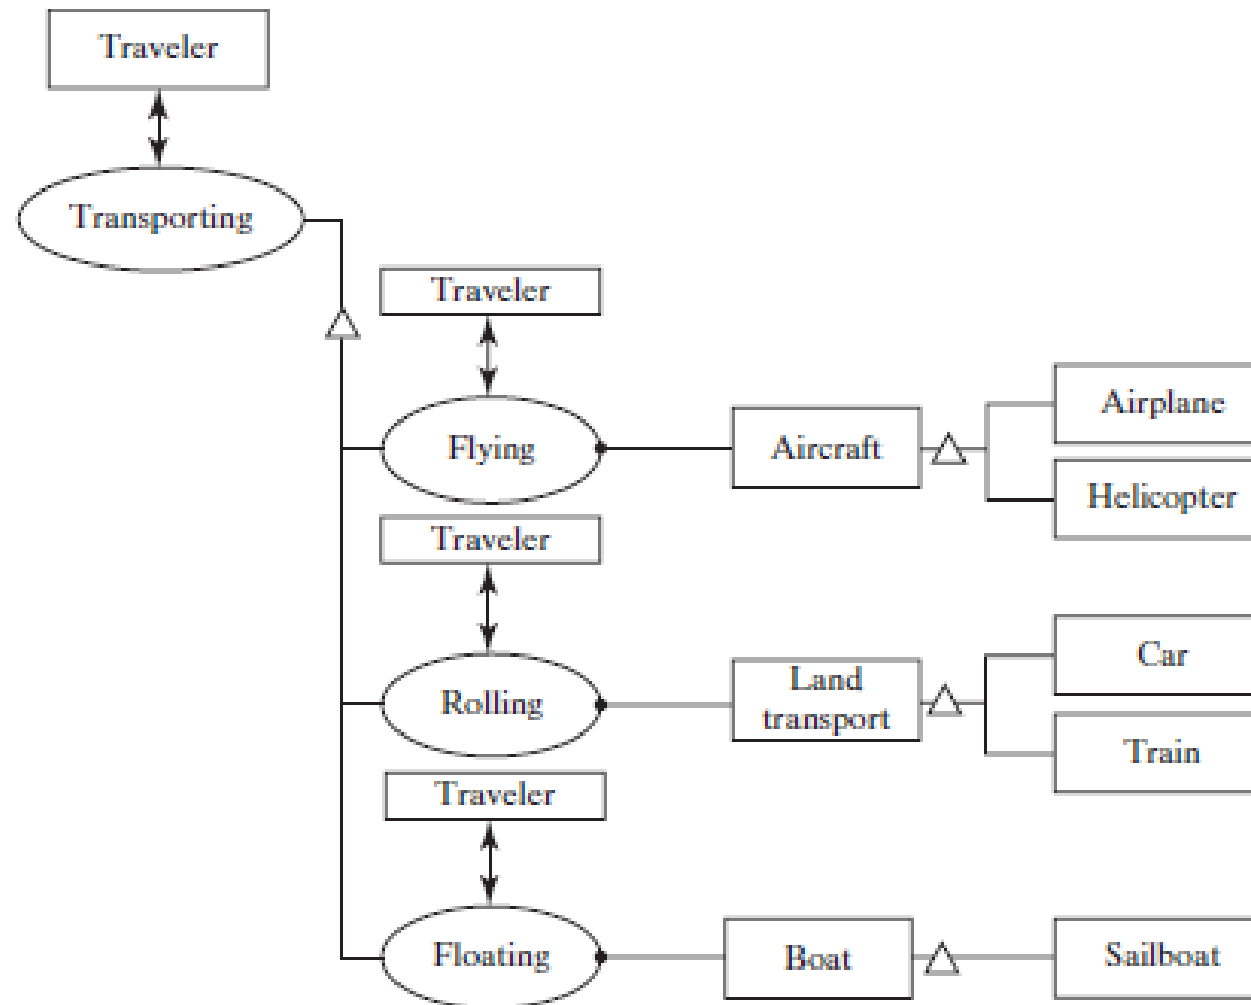 Traveler
Transporting
Traveler
Flying
Aircraft
Airplane
Helicopter
Traveler
Rolling
Land
transport
Car
Train
Traveler
Floating
Boat
Sailboat